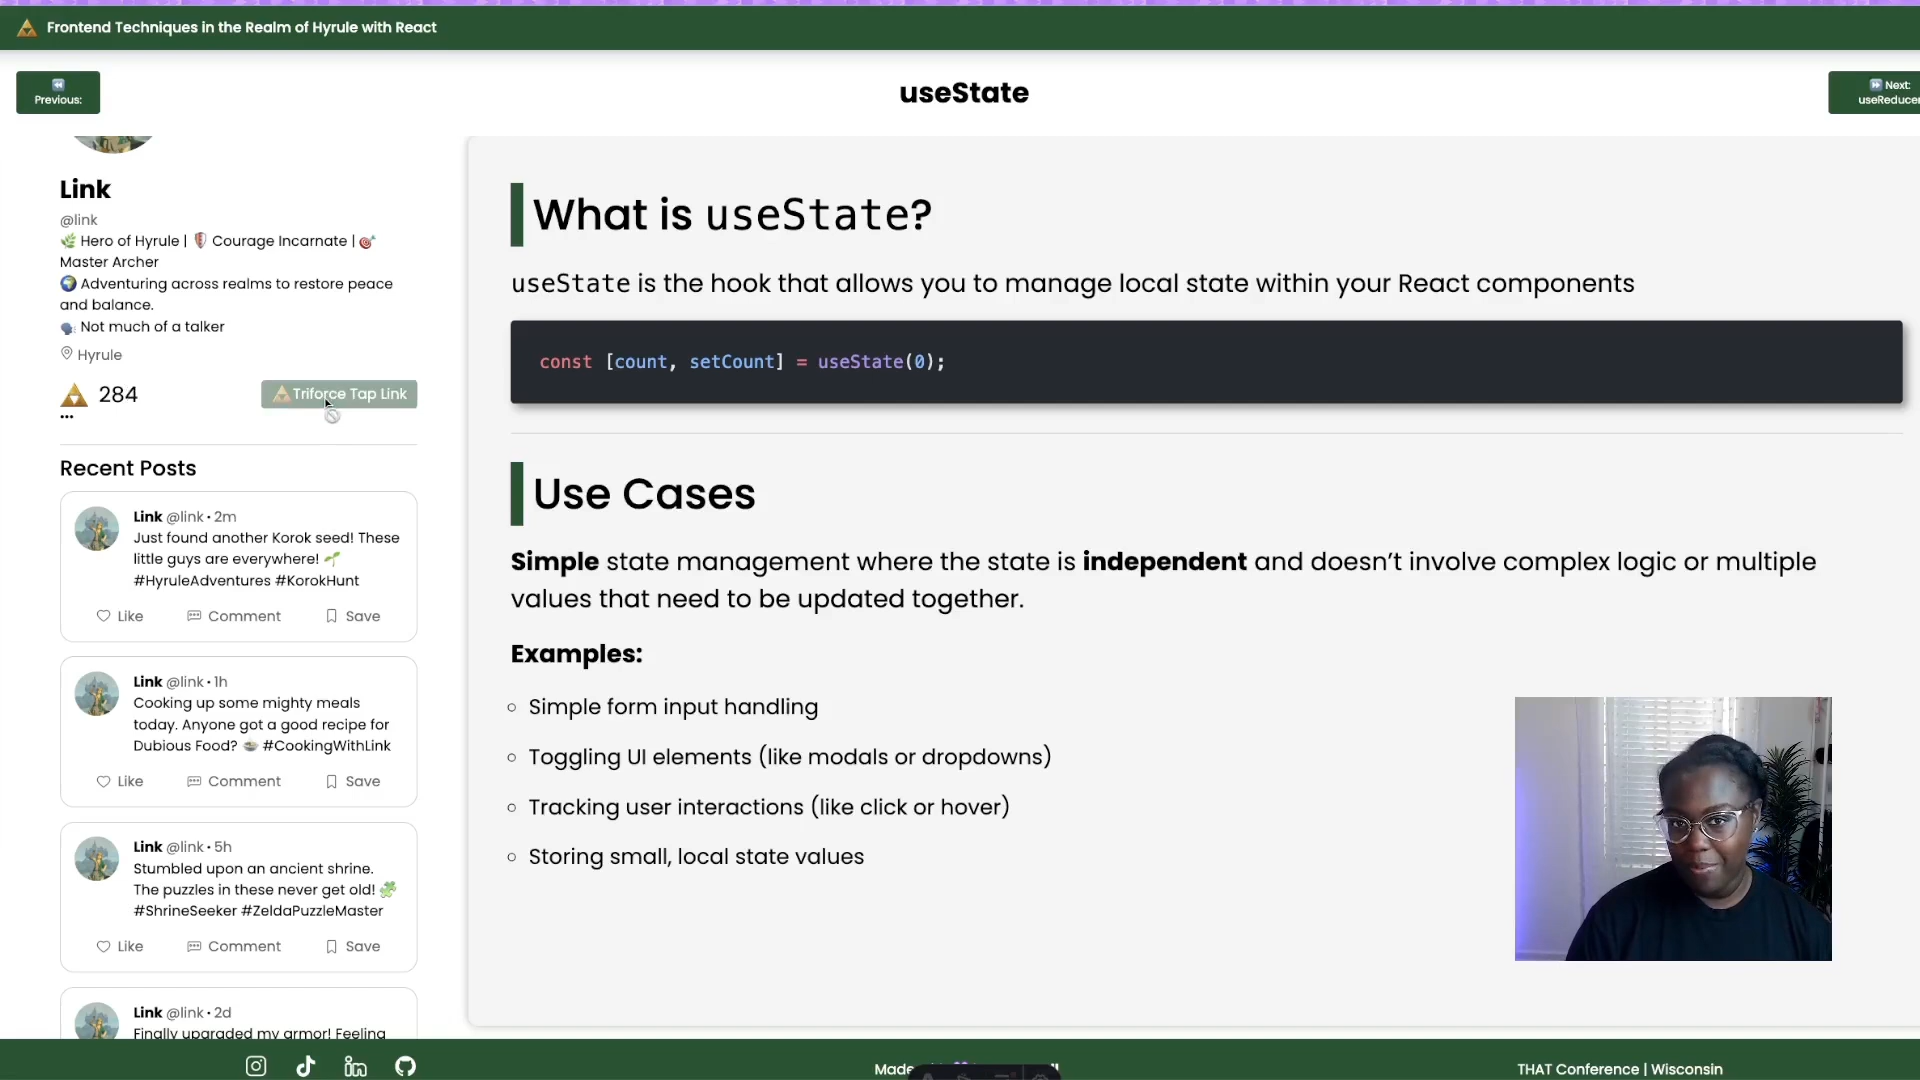 Frontend Techniques in the Realm of Hyrule with React
Previous:
useState
Next:
useReducer
Link
@link
Hero of Hyrule | Courage Incarnate |
Master Archer
Adventuring across realms to restore peace
and balance.
Not much of a talker
Hyrule
284
Triforce Tap Link
Recent Posts
Link @link • 2m
Just found another Korok seed! These
little guys are everywhere!
#HyruleAdventures #KorokHunt
Like Comment Save
Link @link • 1h
Cooking up some mighty meals
today. Anyone got a good recipe for
Dubious Food? #CookingWithLink
Like Comment Save
Link @link • 5h
Stumbled upon an ancient shrine.
The puzzles in these never get old!
#ShrineSeeker #ZeldaPuzzleMaster
Like Comment Save
Link @link • 2d
Finally upgraded my armor! Feeling
What is useState?
useState is the hook that allows you to manage local state within your React components
const [count, setCount] = useState(0);
Use Cases
Simple state management where the state is independent and doesn’t involve complex logic or multiple
values that need to be updated together.
Examples:
Simple form input handling
Toggling UI elements (like modals or dropdowns)
Tracking user interactions (like click or hover)
Storing small, local state values
THAT Conference | Wisconsin